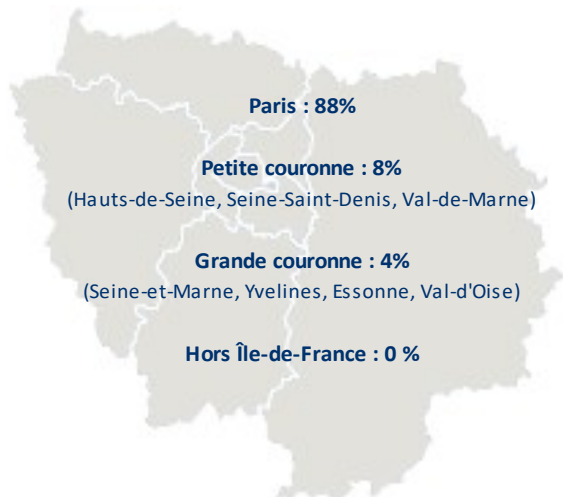 Paris : 88%
Petite couronne : 8%
(Hauts-de-Seine, Seine-Saint-Denis, Val-de-Marne)
Grande couronne : 4%
(Seine-et-Marne, Yvelines, Essonne, Val-d'Oise)
Hors Île-de-France : 0 %